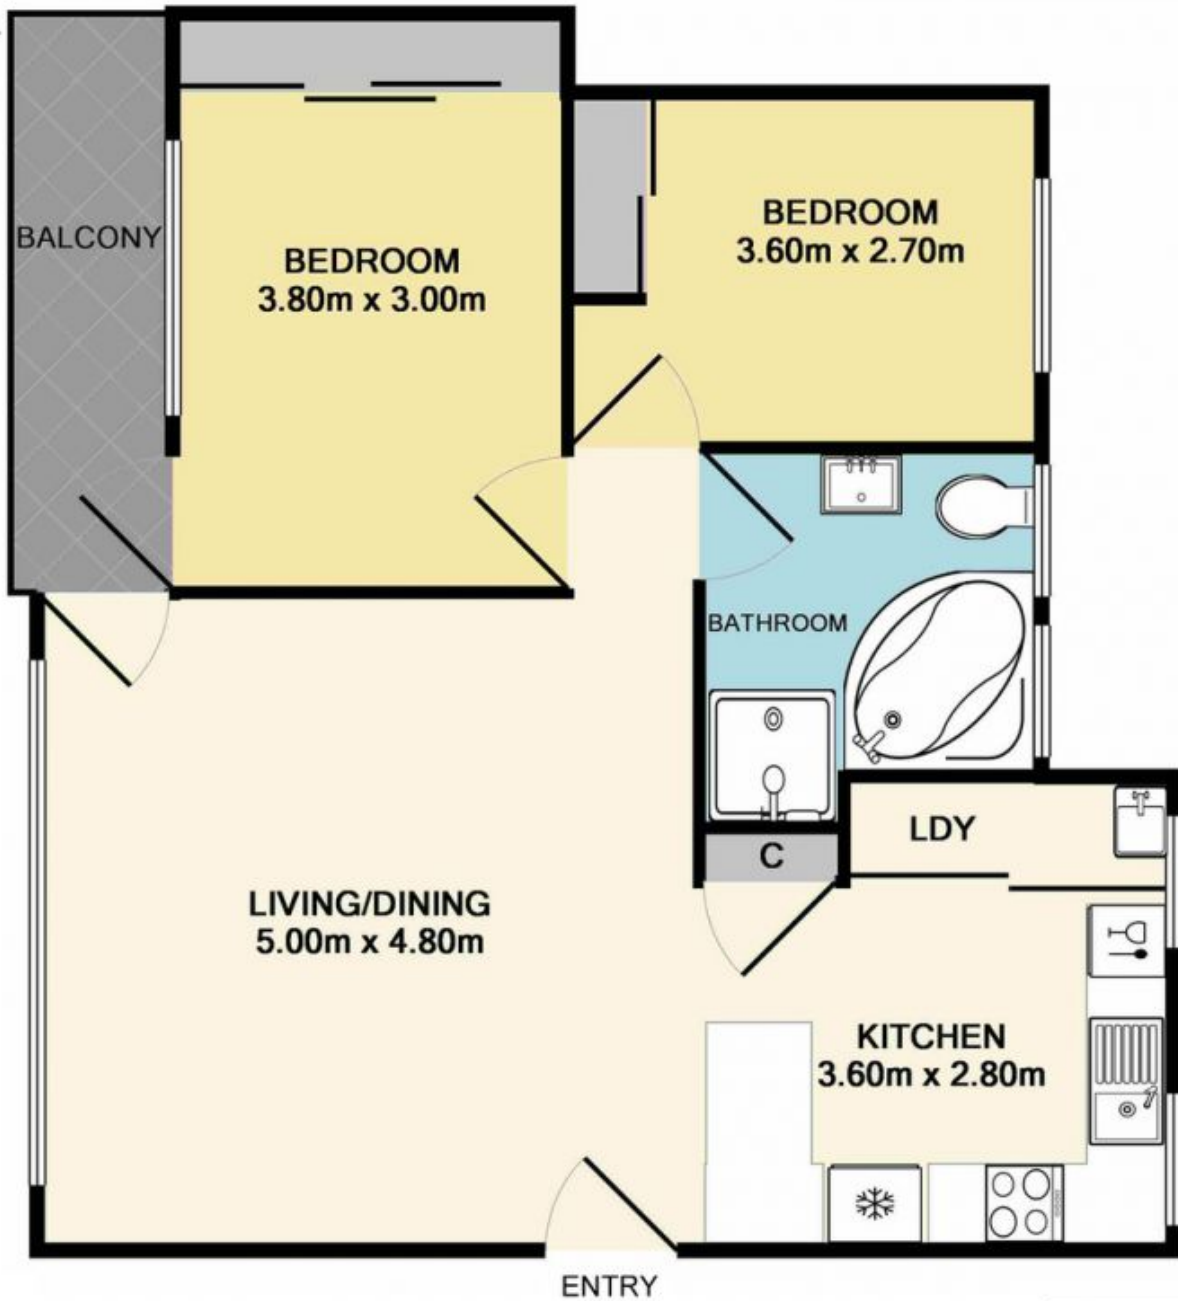 BALCONY
BEDROOM
3.80m x 3.00m
BEDROOM
3.60m x 2.70m
BATHROOM
LDY
C
LIVING/DINING
5.00m x 4.80m
KITCHEN
3.60m x 2.80m
ENTRY